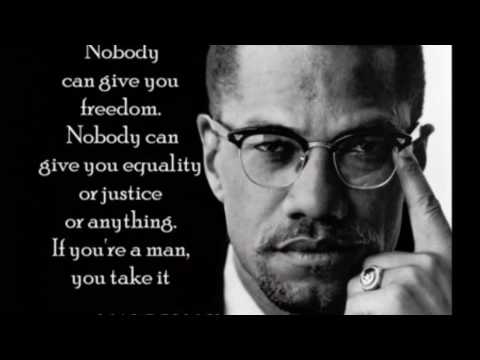 Nobody
can give you
freedom.
Nobody can
give you equality
or justice
or anything.
If you're a man,
you take it